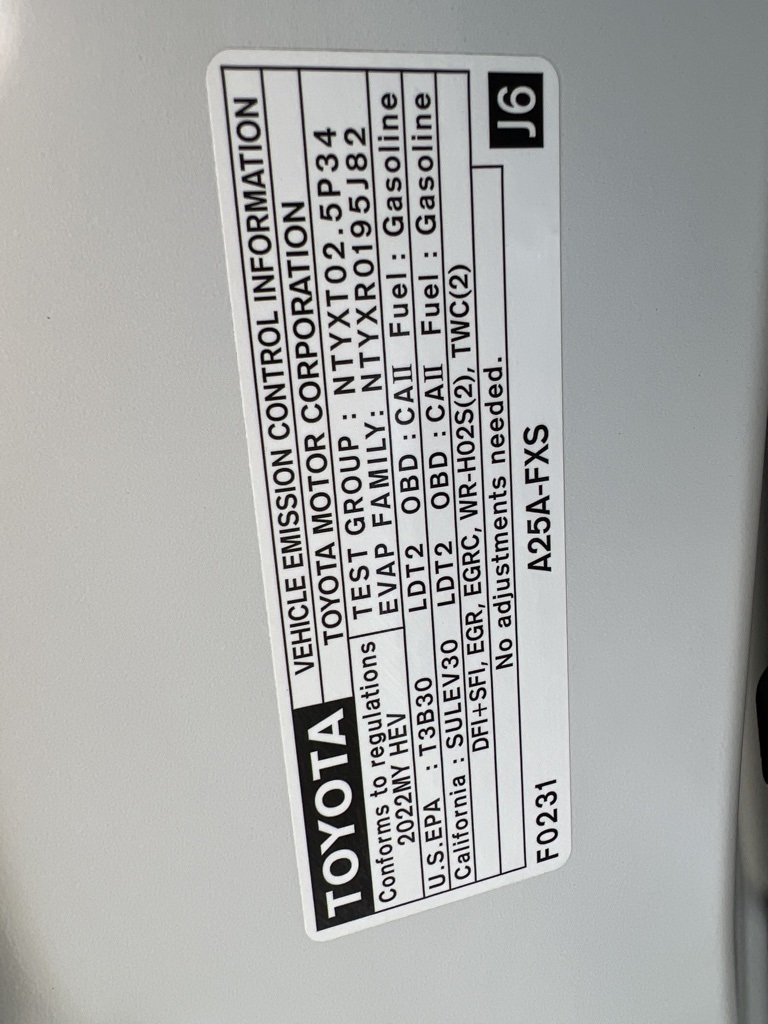 TOYOTA
VEHICLE EMISSION CONTROL INFORMATION
TOYOTA MOTOR CORPORATION
Conforms to regulations
2022MY HEV
TEST GROUP : NTYXT02.5P34
EVAP FAMILY: NTYXR0195J82
U.S.EPA : T3B30 LDT2 OBD : CAII Fuel : Gasoline
California : SULEV30 LDT2 OBD : CAII Fuel : Gasoline
DFI+SFI, EGR, EGRC, WR-HO2S(2), TWC(2)
No adjustments needed.
J6
F0231 A25A-FXS